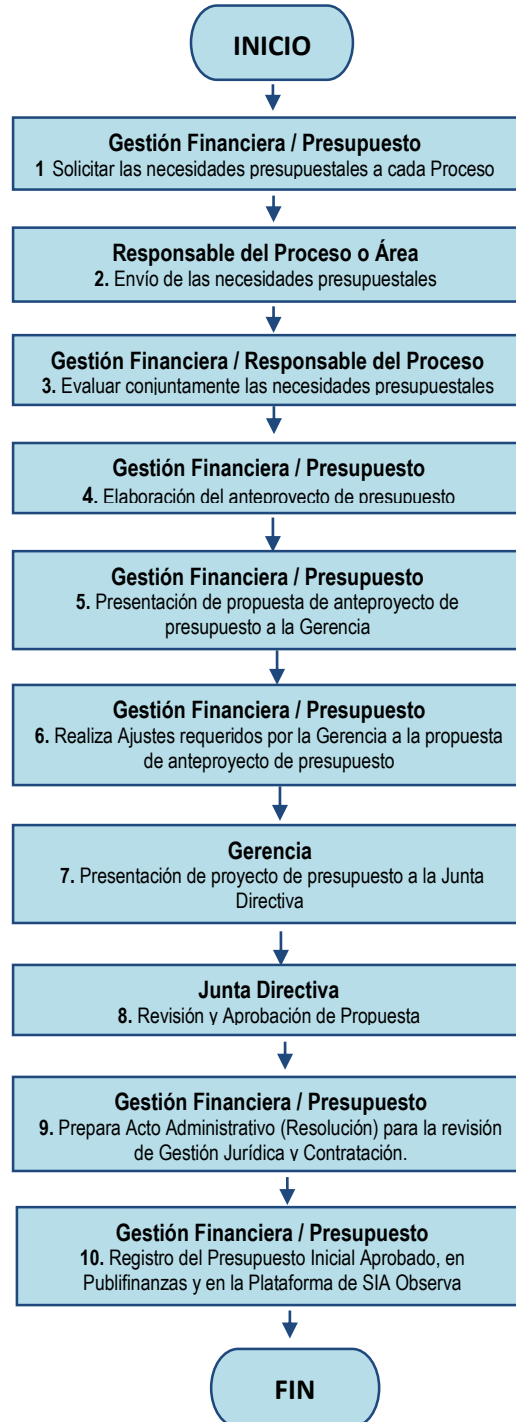 INICIO
Gestión Financiera / Presupuesto
1 Solicitar las necesidades presupuestales a cada Proceso
Responsable del Proceso o Área
2. Envío de las necesidades presupuestales
Gestión Financiera / Responsable del Proceso
3. Evaluar conjuntamente las necesidades presupuestales
Gestión Financiera / Presupuesto
4. Elaboración del anteproyecto de presupuesto
Gestión Financiera / Presupuesto
5. Presentación de propuesta de anteproyecto de
presupuesto a la Gerencia
Gestión Financiera / Presupuesto
6. Realiza Ajustes requeridos por la Gerencia a la propuesta
de anteproyecto de presupuesto
Gerencia
7. Presentación de proyecto de presupuesto a la Junta
Directiva
Junta Directiva
8. Revisión y Aprobación de Propuesta
Gestión Financiera / Presupuesto
9. Prepara Acto Administrativo (Resolución) para la revisión
de Gestión Jurídica y Contratación.
Gestión Financiera / Presupuesto
10. Registro del Presupuesto Inicial Aprobado, en
Publifinanzas y en la Plataforma de SIA Observa
FIN